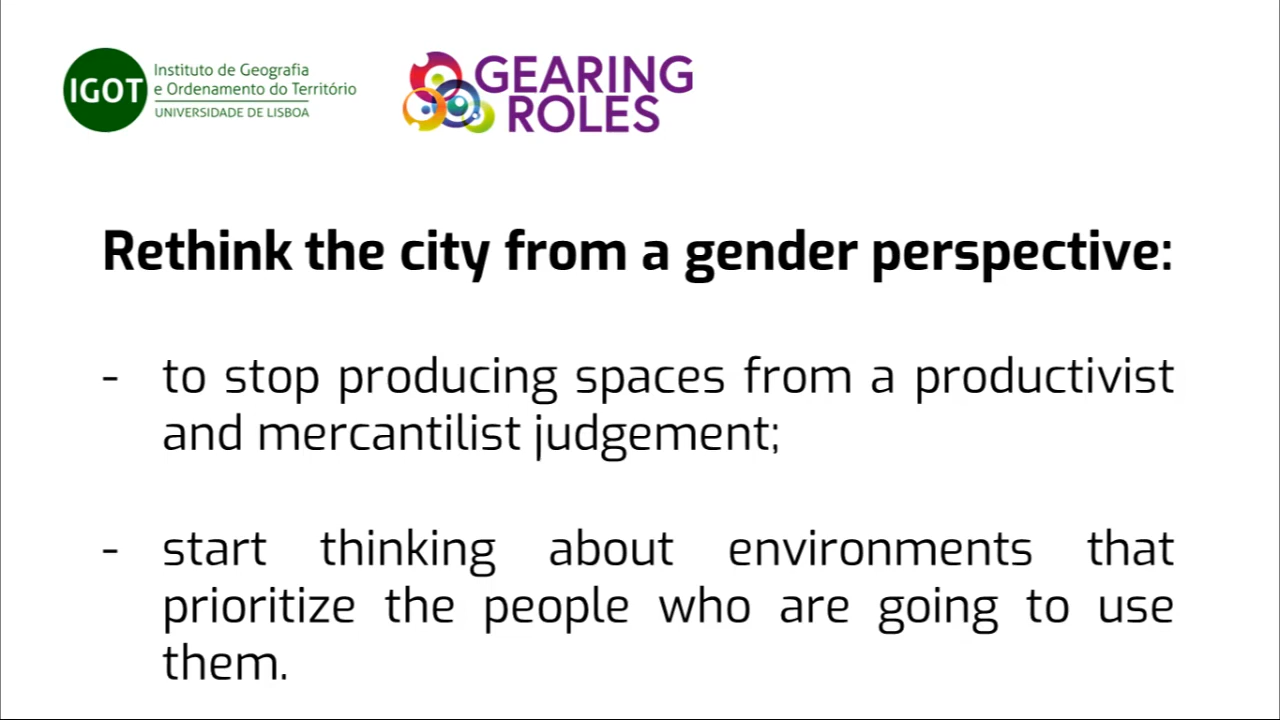 IGOT
Instituto de Geografia
e Ordenamento do Território
UNIVERSIDADE DE LISBOA
GEARING
ROLES
Rethink the city from a gender perspective:
- to stop producing spaces from a productivist
and mercantilist judgement;
- start thinking about environments that
prioritize the people who are going to use
them.